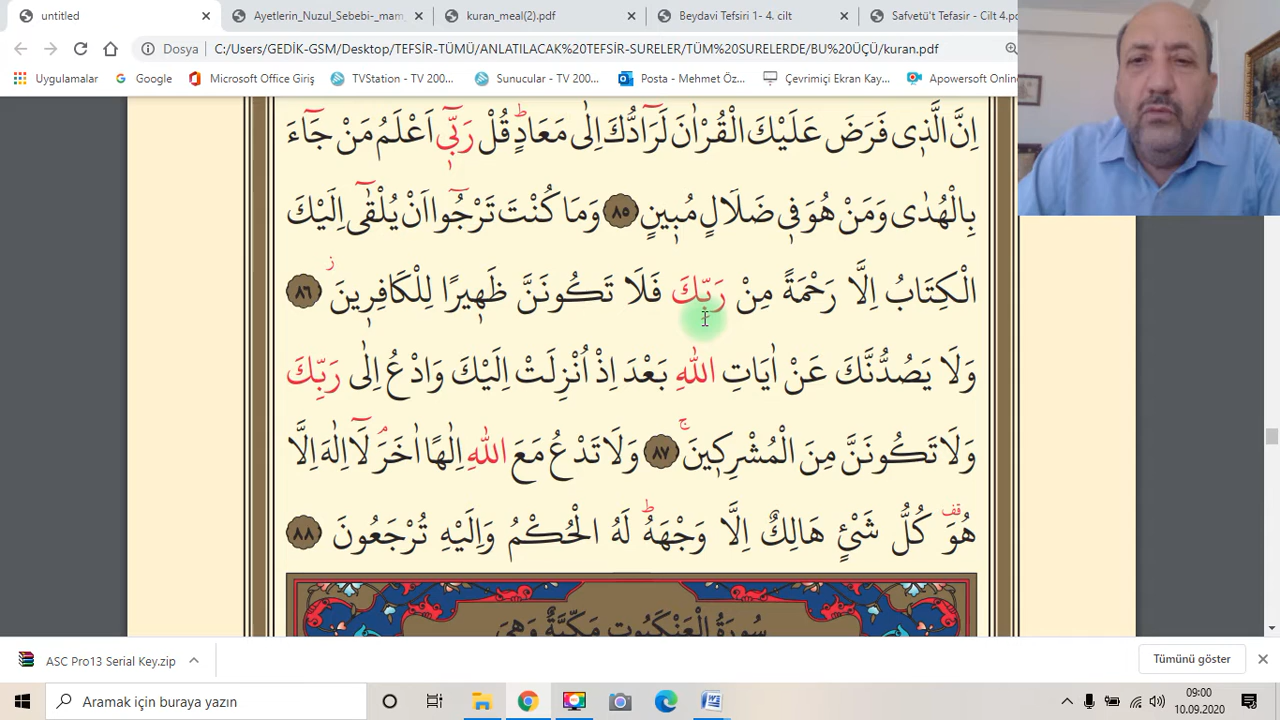 untitled
Ayetlerin_Nuzul_Sebebi-_mam
kuran_meal(2).pdf
Beydavi Tefsiri 1- 4. cilt
Safvetü't Tefasir - Cilt 4.p
Dosya
C:/Users/GEDİK-GSM/Desktop/TEFSİR-TÜMÜ/ANLATILACAK%20TEFSİR-SURELER/TÜM%20SURELERDE/BU%20ÜÇÜ/kuran.pdf
Uygulamalar
Google
Microsoft Office Giriş
TVStation - TV 200...
Sunucular - TV 200...
Posta - Mehmet Öz...
Çevrimiçi Ekran Kay...
Apowersoft Onlin
اِنَّ الَّذٖى فَرَضَ عَلَيْكَ الْقُرْاٰنَ لَرَٓادُّكَ اِلٰى مَعَادٍؕ قُلْ رَبّٖٓى اَعْلَمُ مَنْ جَٓاءَ
بِالْهُدٰى وَمَنْ هُوَ فٖى ضَلَالٍ مُبٖينٍ ٨٥ وَمَا كُنْتَ تَرْجُٓوا اَنْ يُلْقٰٓى اِلَيْكَ
الْكِتَابُ اِلَّا رَحْمَةً مِنْ رَبِّكَ فَلَا تَكُونَنَّ ظَهٖيرًا لِلْكَافِرٖينَؗ ٨٦
وَلَا يَصُدُّنَّكَ عَنْ اٰيَاتِ اللّٰهِ بَعْدَ اِذْ اُنْزِلَتْ اِلَيْكَ وَادْعُ اِلٰى رَبِّكَ
وَلَا تَكُونَنَّ مِنَ الْمُشْرِكٖينَۚ ٨٧ وَلَا تَدْعُ مَعَ اللّٰهِ اِلٰهًا اٰخَرَۘ لَٓا اِلٰهَ اِلَّا
هُوَࣞ كُلُّ شَيْئٍ هَالِكٌ اِلَّا وَجْهَهُؕ لَهُ الْحُكْمُ وَاِلَيْهِ تُرْجَعُونَ ٨٨
سُورَةُ الْعَنْكَبُوتِ مَكِّيَّةٌ وَهِىَ
ASC Pro13 Serial Key.zip
Tümünü göster
Aramak için buraya yazın
09:00
10.09.2020